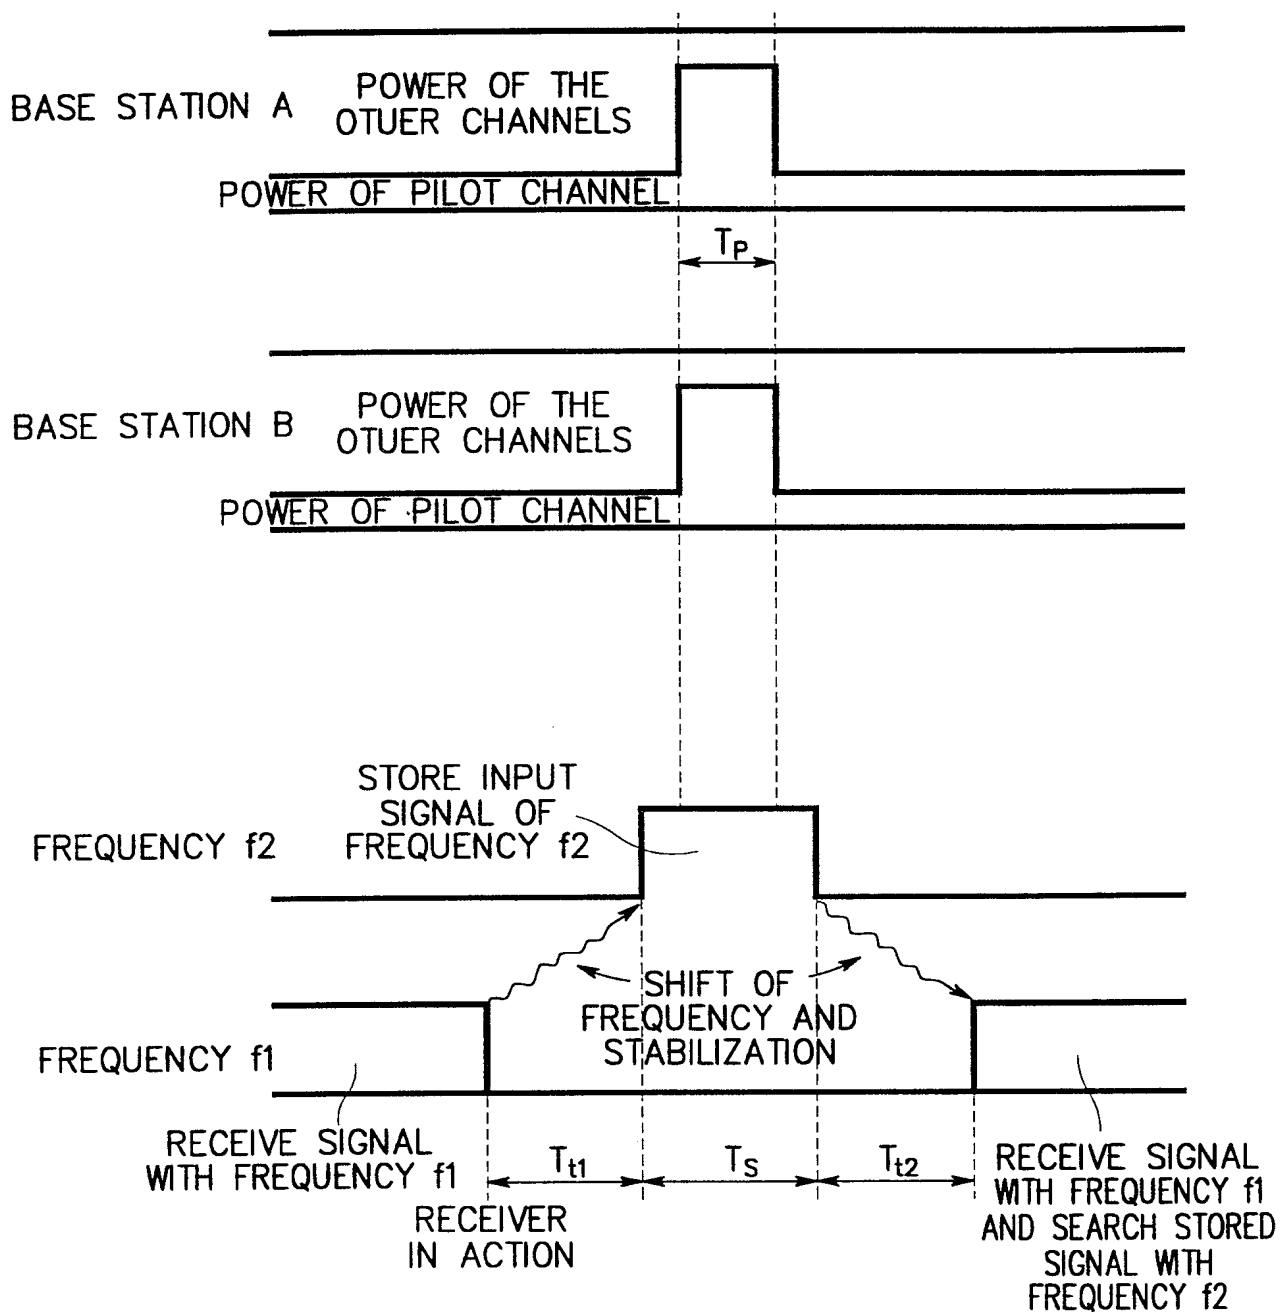 BASE STATION A
POWER OF THE
OTUER CHANNELS
POWER OF PILOT CHANNEL
TP
BASE STATION B
POWER OF THE
OTUER CHANNELS
POWER OF PILOT CHANNEL
STORE INPUT
SIGNAL OF
FREQUENCY f2
FREQUENCY f2
SHIFT OF
FREQUENCY AND
STABILIZATION
FREQUENCY f1
RECEIVE SIGNAL
WITH FREQUENCY f1
Tt1
TS
Tt2
RECEIVER
IN ACTION
RECEIVE SIGNAL
WITH FREQUENCY f1
AND SEARCH STORED
SIGNAL WITH
FREQUENCY f2